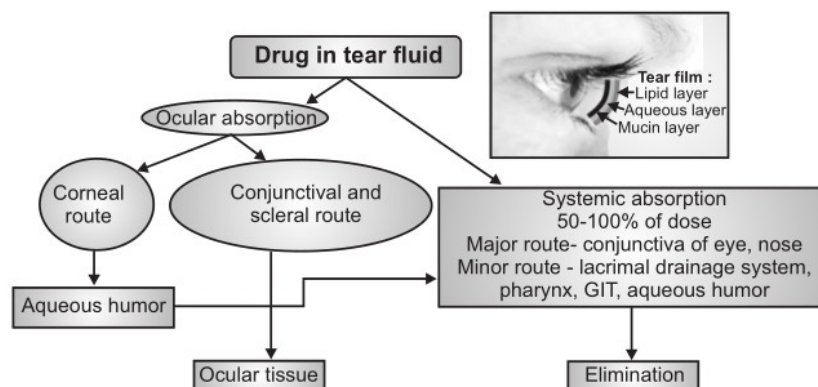 Drug in tear fluid
Tear film :
Lipid layer
Aqueous layer
Mucin layer
Ocular absorption
Corneal
route
Conjunctival and
scleral route
Systemic absorption
50-100% of dose
Major route- conjunctiva of eye, nose
Minor route - lacrimal drainage system,
pharynx, GIT, aqueous humor
Aqueous humor
Ocular tissue
Elimination